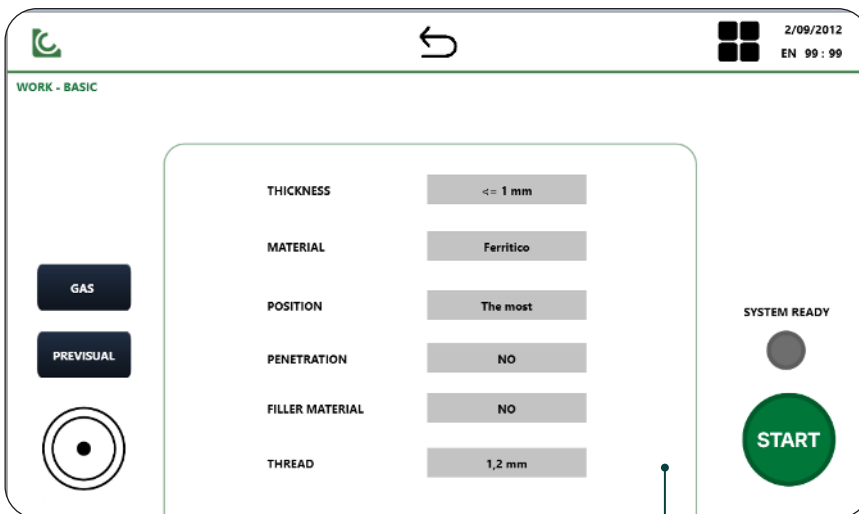 2/09/2012
EN 99 : 99
WORK - BASIC
THICKNESS <= 1 mm
MATERIAL Ferritico
GAS
POSITION The most
SYSTEM READY
PREVISUAL
PENETRATION NO
FILLER MATERIAL NO
START
THREAD 1,2 mm